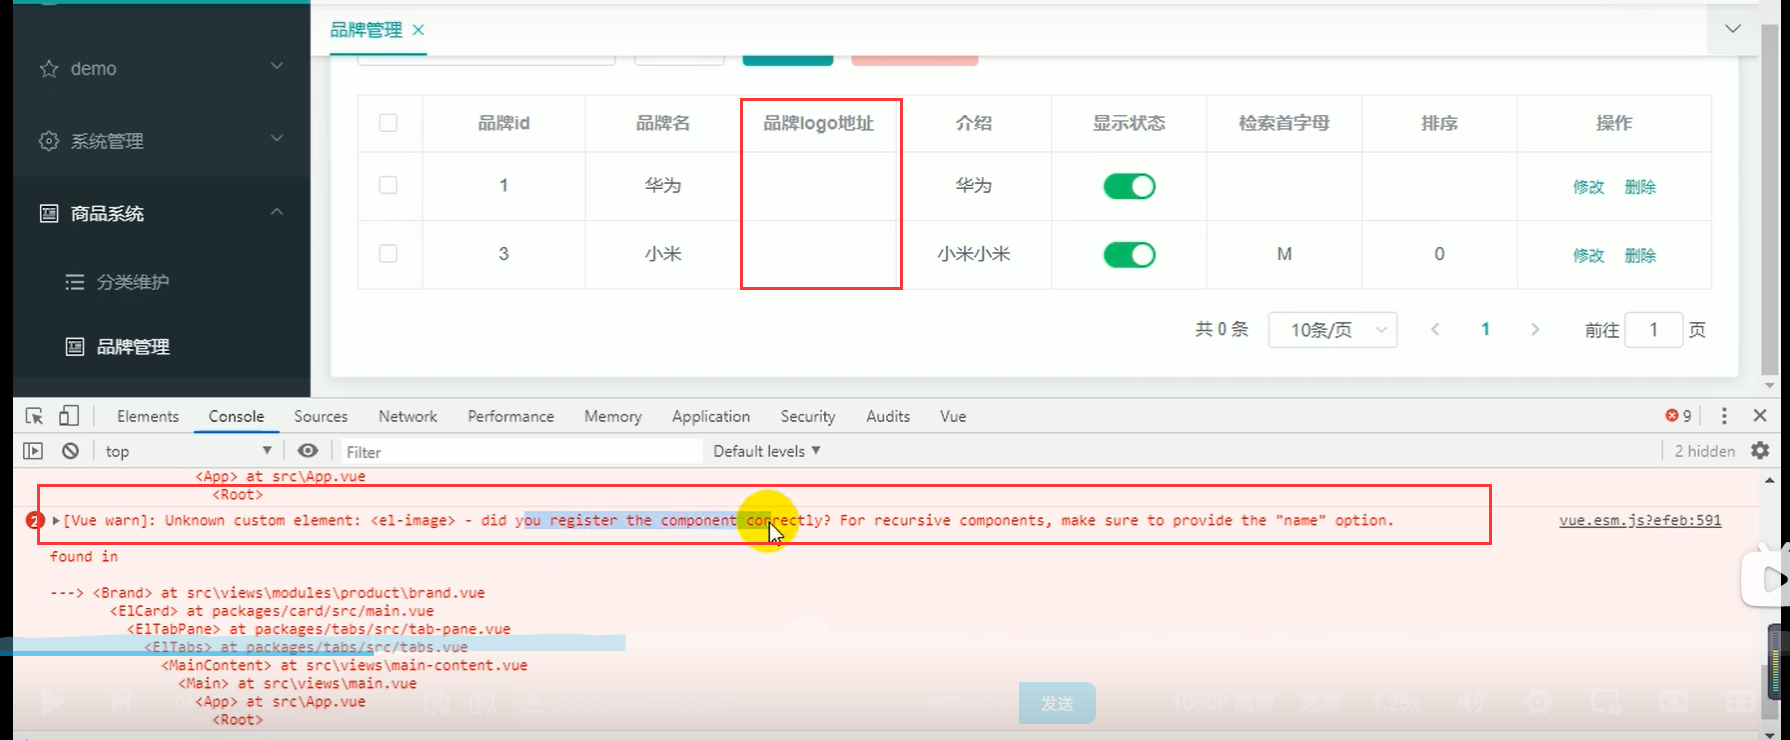 品牌管理 ×
demo
系统管理
商品系统
分类维护
品牌管理
品牌id 品牌名 品牌logo地址 介绍 显示状态 检索首字母 排序 操作
1 华为 华为 修改 删除
3 小米 小米小米 M 0 修改 删除
共 0 条 10条/页 1 前往 1 页
Elements Console Sources Network Performance Memory Application Security Audits Vue 9
top Filter Default levels ▼ 2 hidden
<App> at src\App.vue
<Root>
2 [Vue warn]: Unknown custom element: <el-image> - did you register the component correctly? For recursive components, make sure to provide the "name" option. vue.esm.js?efeb:591
found in
---> <Brand> at src\views\modules\product\brand.vue
<ElCard> at packages/card/src/main.vue
<ElTabPane> at packages/tabs/src/tab-pane.vue
<ElTabs> at packages/tabs/src/tabs.vue
<MainContent> at src\views\main-content.vue
<Main> at src\views\main.vue
<App> at src\App.vue
<Root>
发送 1080P 高清 选集 1.25x